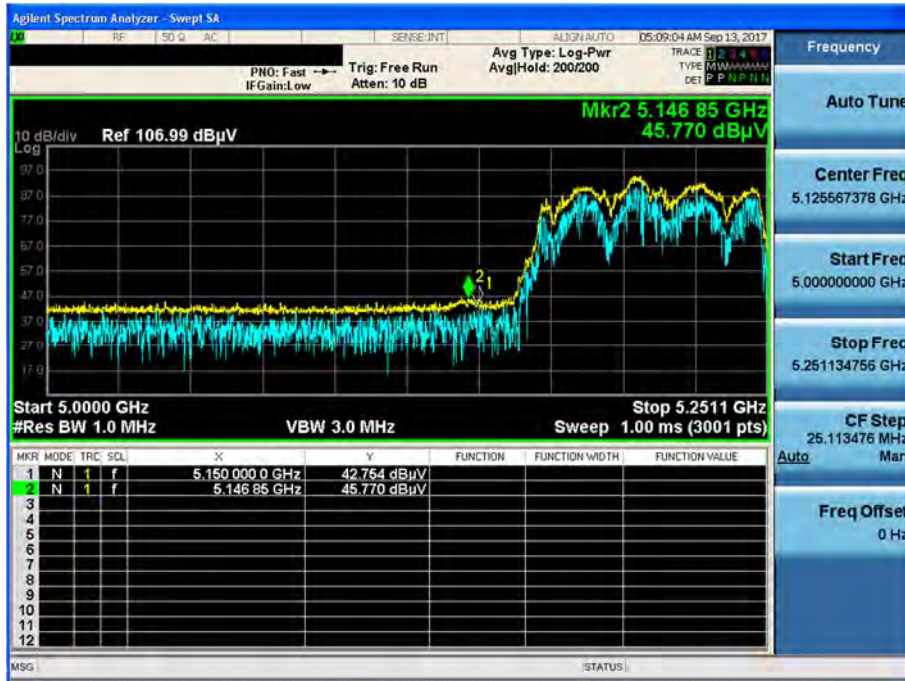 Agilent Spectrum Analyzer - Swept SA
RF 50 Ω AC SENSE:INT ALIGN AUTO 05:09:04 AM Sep 13, 2017
PNO: Fast Trig: Free Run Avg Type: Log-Pwr TRACE 1 2 3 4 5 6
IFGain:Low Atten: 10 dB Avg|Hold: 200/200 TYPE MWWWWW
DET P P N P N N
Mkr2 5.146 85 GHz
45.770 dBµV
10 dB/div Ref 106.99 dBµV
Log
97.0
87.0
77.0
67.0
57.0
47.0
37.0
27.0
17.0
2
1
Start 5.0000 GHz Stop 5.2511 GHz
#Res BW 1.0 MHz VBW 3.0 MHz Sweep 1.00 ms (3001 pts)
MKR MODE TRC SCL X Y FUNCTION FUNCTION WIDTH FUNCTION VALUE
1 N 1 f 5.150 000 0 GHz 42.754 dBµV
2 N 1 f 5.146 85 GHz 45.770 dBµV
3
4
5
6
7
8
9
10
11
12
MSG STATUS
Frequency
Auto Tune
Center Freq
5.125567378 GHz
Start Freq
5.000000000 GHz
Stop Freq
5.251134756 GHz
CF Step
25.113476 MHz
Auto Man
Freq Offset
0 Hz